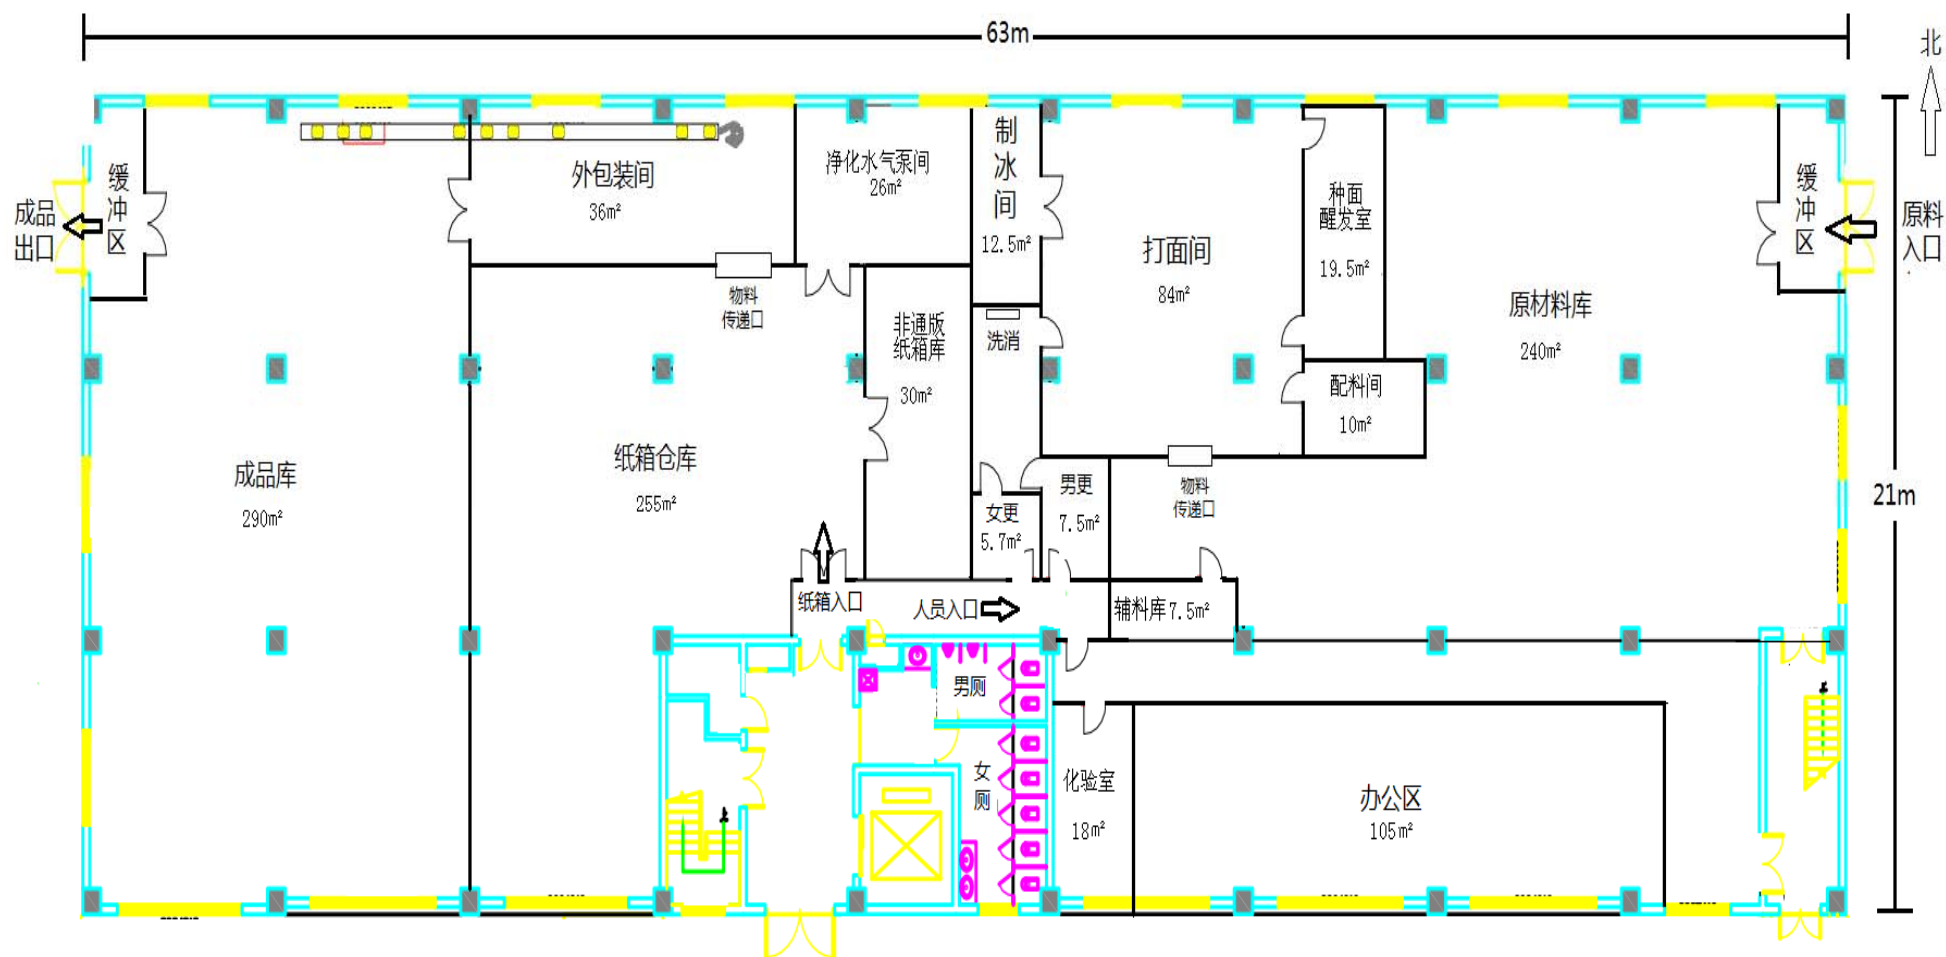 63m
北
缓
冲
区
成品
出口
外包装间
36㎡
净化水气泵间
26㎡
制
冰
间
12.5㎡
打面间
84㎡
种面
醒发室
19.5㎡
缓
冲
区
原料
入口
物料
传递口
非通版
纸箱库
30㎡
洗消
原材料库
240㎡
配料间
10㎡
成品库
290㎡
纸箱仓库
255㎡
女更
5.7㎡
男更
7.5㎡
物料
传递口
21m
纸箱入口
人员入口
辅料库7.5㎡
男厕
女
厕
化验室
18㎡
办公区
105㎡